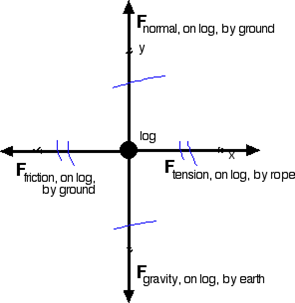 Fnormal, on log, by ground
y
log
x
Ffriction, on log,
by ground
Ftension, on log, by rope
Fgravity, on log, by earth